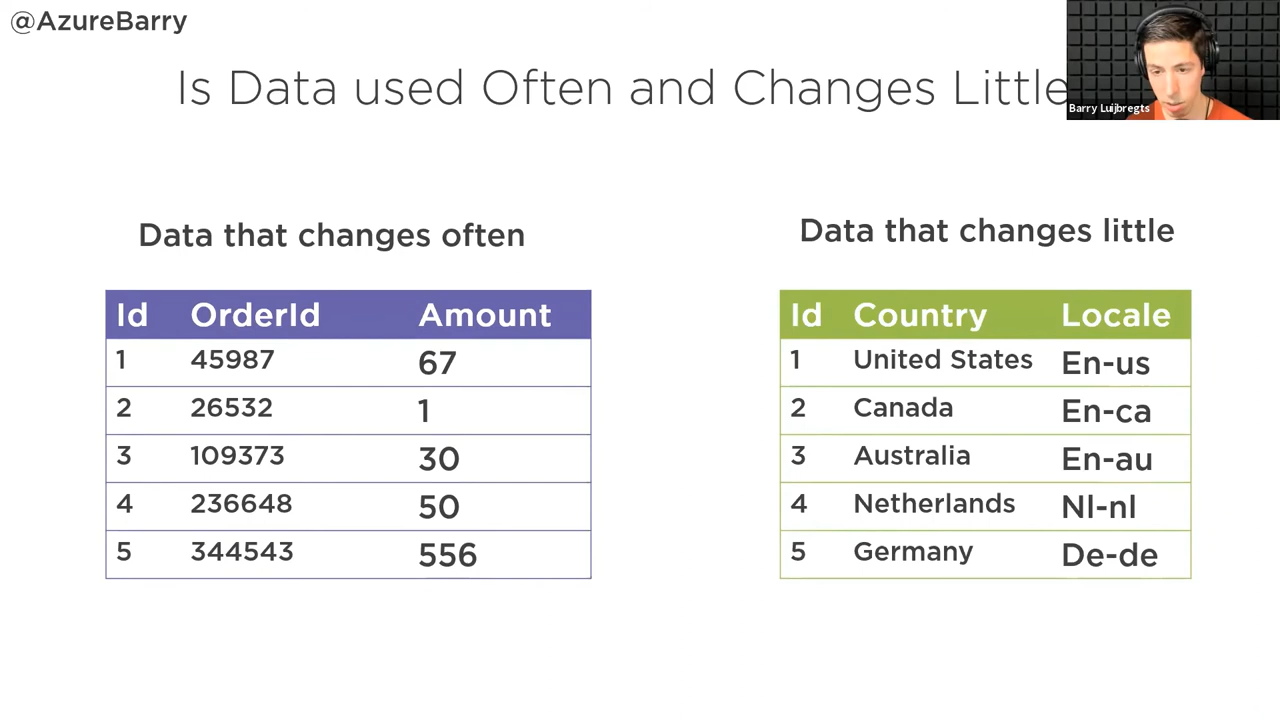 @AzureBarry
Is Data used Often and Changes Little
Barry Luijbregts
Data that changes often
Data that changes little
Id OrderId Amount
1 45987 67
2 26532 1
3 109373 30
4 236648 50
5 344543 556
Id Country Locale
1 United States En-us
2 Canada En-ca
3 Australia En-au
4 Netherlands Nl-nl
5 Germany De-de